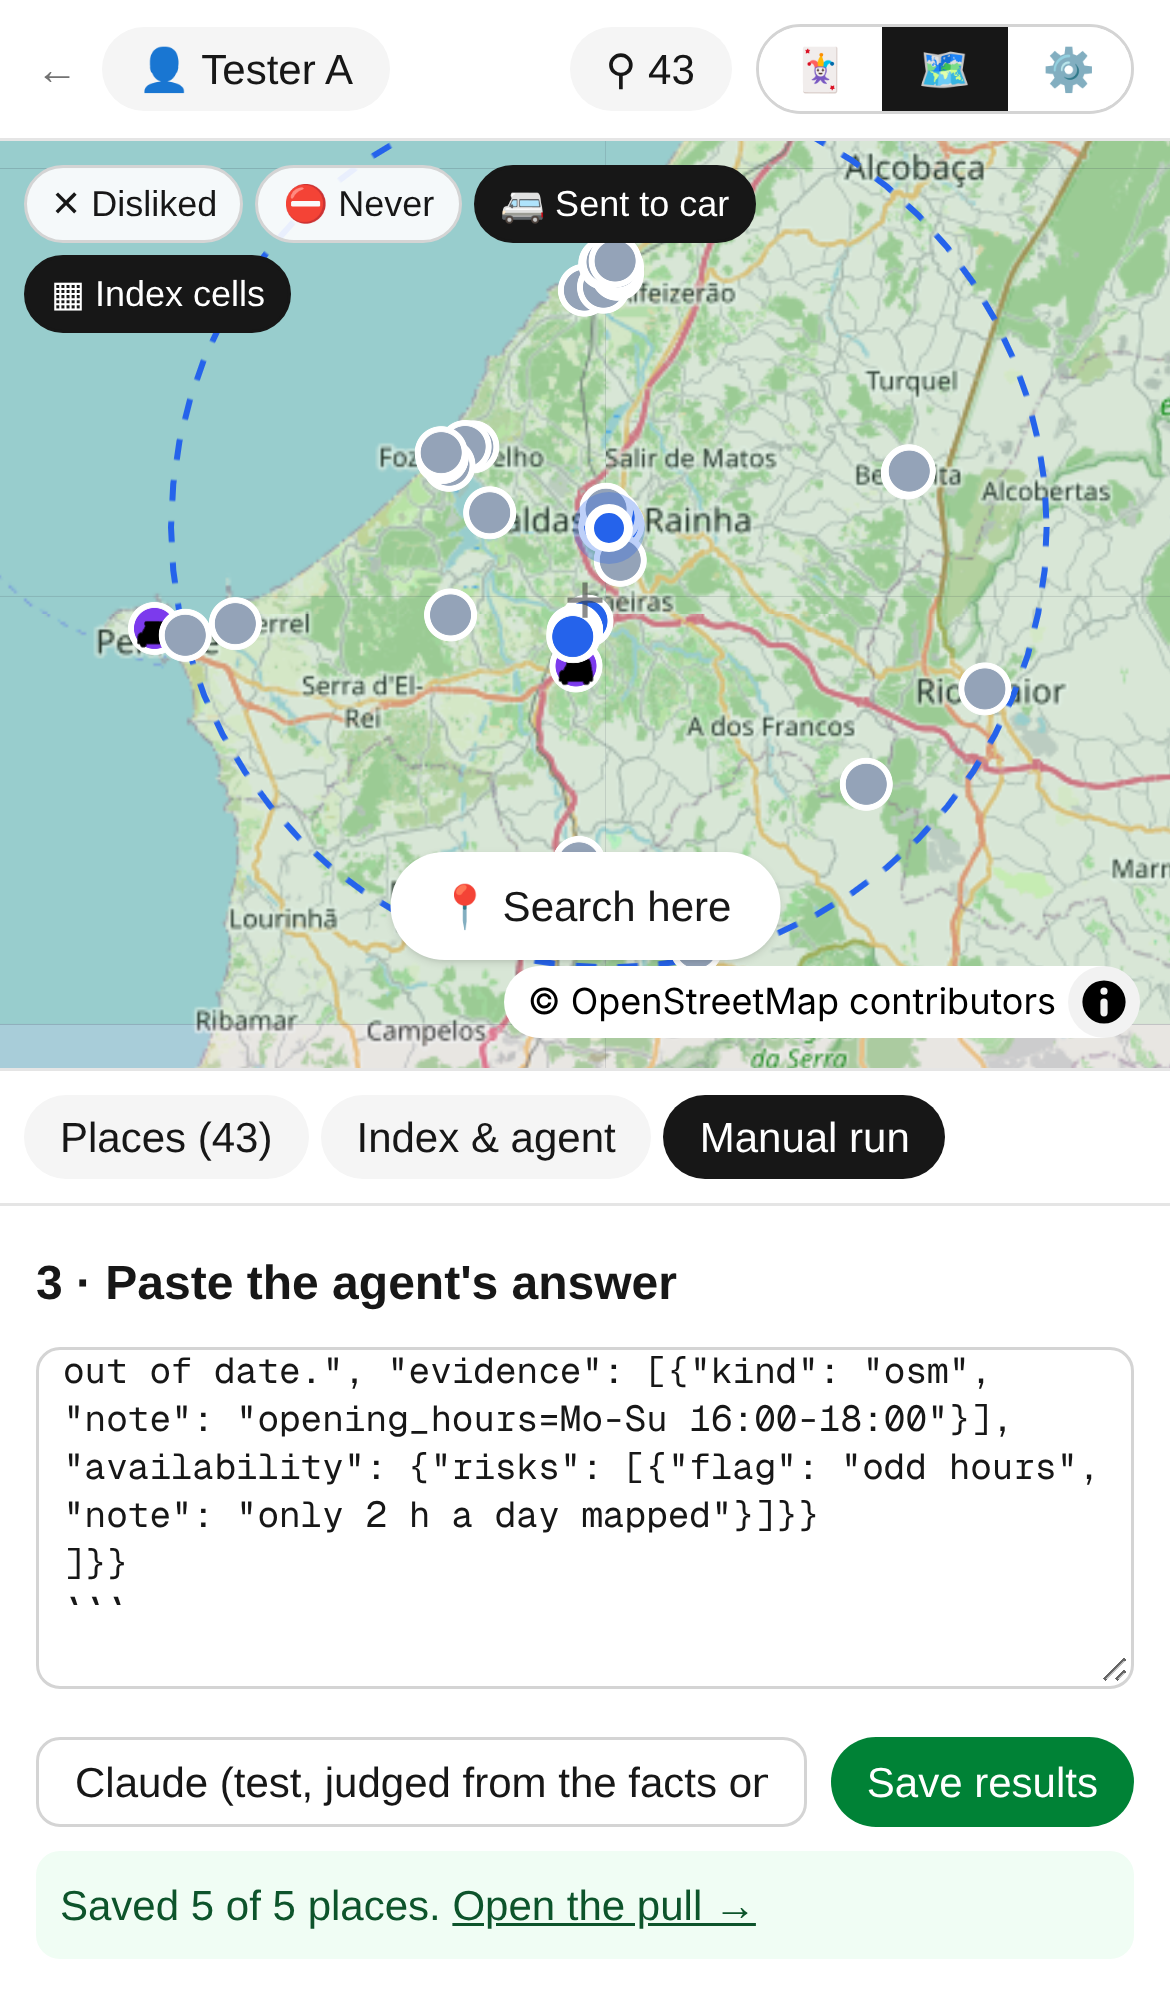 ← Tester A
43
✕ Disliked
Never
Sent to car
Index cells
Alcobaça
Turquel
Salir de Matos
Alcobertas
Rainha
Serra d'El-
Rei
A dos Francos
Lourinhã
Search here
Ribamar
Campelos
© OpenStreetMap contributors
da Serra
Places (43)
Index & agent
Manual run
3 · Paste the agent's answer
out of date.", "evidence": [{"kind": "osm",
"note": "opening_hours=Mo-Su 16:00-18:00"}],
"availability": {"risks": [{"flag": "odd hours",
"note": "only 2 h a day mapped"}]}}
]}}
```
Claude (test, judged from the facts or
Save results
Saved 5 of 5 places. Open the pull →